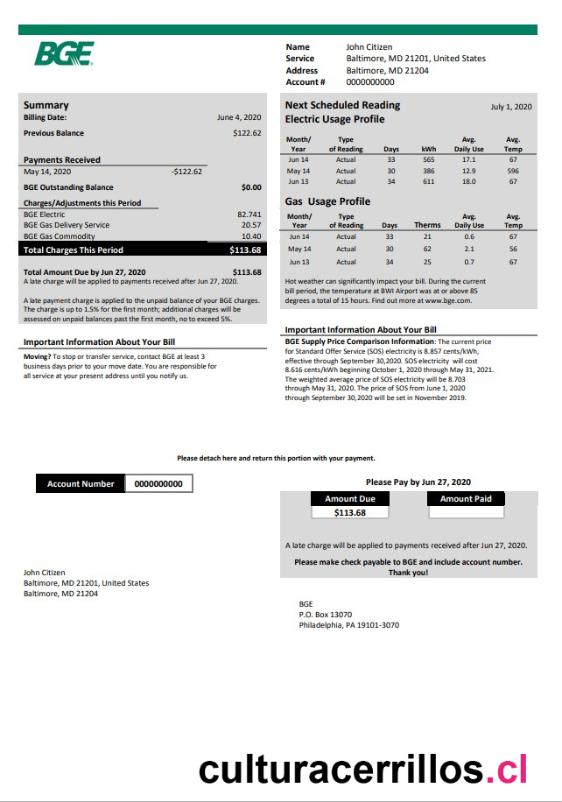 BGE
Name John Citizen
Service Baltimore, MD 21201, United States
Address Baltimore, MD 21204
Account # 0000000000
Summary
Billing Date: June 4, 2020
Previous Balance $122.62
Payments Received
May 14, 2020 -$122.62
BGE Outstanding Balance $0.00
Charges/Adjustments this Period
BGE Electric 82.741
BGE Gas Delivery Service 20.57
BGE Gas Commodity 10.40
Total Charges This Period $113.68
Total Amount Due by Jun 27, 2020 $113.68
A late charge will be applied to payments received after Jun 27, 2020.
A late payment charge is applied to the unpaid balance of your BGE charges.
The charge is up to 1.5% for the first month; additional charges will be
assessed on unpaid balances past the first month, no to exceed 5%.
Important Information About Your Bill
Moving? To stop or transfer service, contact BGE at least 3
business days prior to your move date. You are responsible for
all service at your present address until you notify us.
Next Scheduled Reading July 1, 2020
Electric Usage Profile
Month/ Type Avg. Avg.
Year of Reading Days kWh Daily Use Temp
Jun 14 Actual 33 565 17.1 67
May 14 Actual 30 386 12.9 596
Jun 13 Actual 34 611 18.0 67
Gas Usage Profile
Month/ Type Avg. Avg.
Year of Reading Days Therms Daily Use Temp
Jun 14 Actual 33 21 0.6 67
May 14 Actual 30 62 2.1 56
Jun 13 Actual 34 25 0.7 67
Hot weather can significantly impact your bill. During the current
bill period, the temperature at BWI Airport was at or above 85
degrees a total of 15 hours. Find out more at www.bge.com.
Important Information About Your Bill
BGE Supply Price Comparison Information: The current price
for Standard Offer Service (SOS) electricity is 8.857 cents/kWh,
effective through September 30,2020. SOS electricity will cost
8.616 cents/kWh beginning October 1, 2020 through May 31, 2021.
The weighted average price of SOS electricity will be 8.703
through May 31, 2020. The price of SOS from June 1, 2020
through September 30,2020 will be set in November 2019.
Please detach here and return this portion with your payment.
Account Number 0000000000
Please Pay by Jun 27, 2020
Amount Due Amount Paid
$113.68
A late charge will be applied to payments received after Jun 27, 2020.
Please make check payable to BGE and include account number.
Thank you!
John Citizen
Baltimore, MD 21201, United States
Baltimore, MD 21204
BGE
P.O. Box 13070
Philadelphia, PA 19101-3070
culturacerrillos.cl